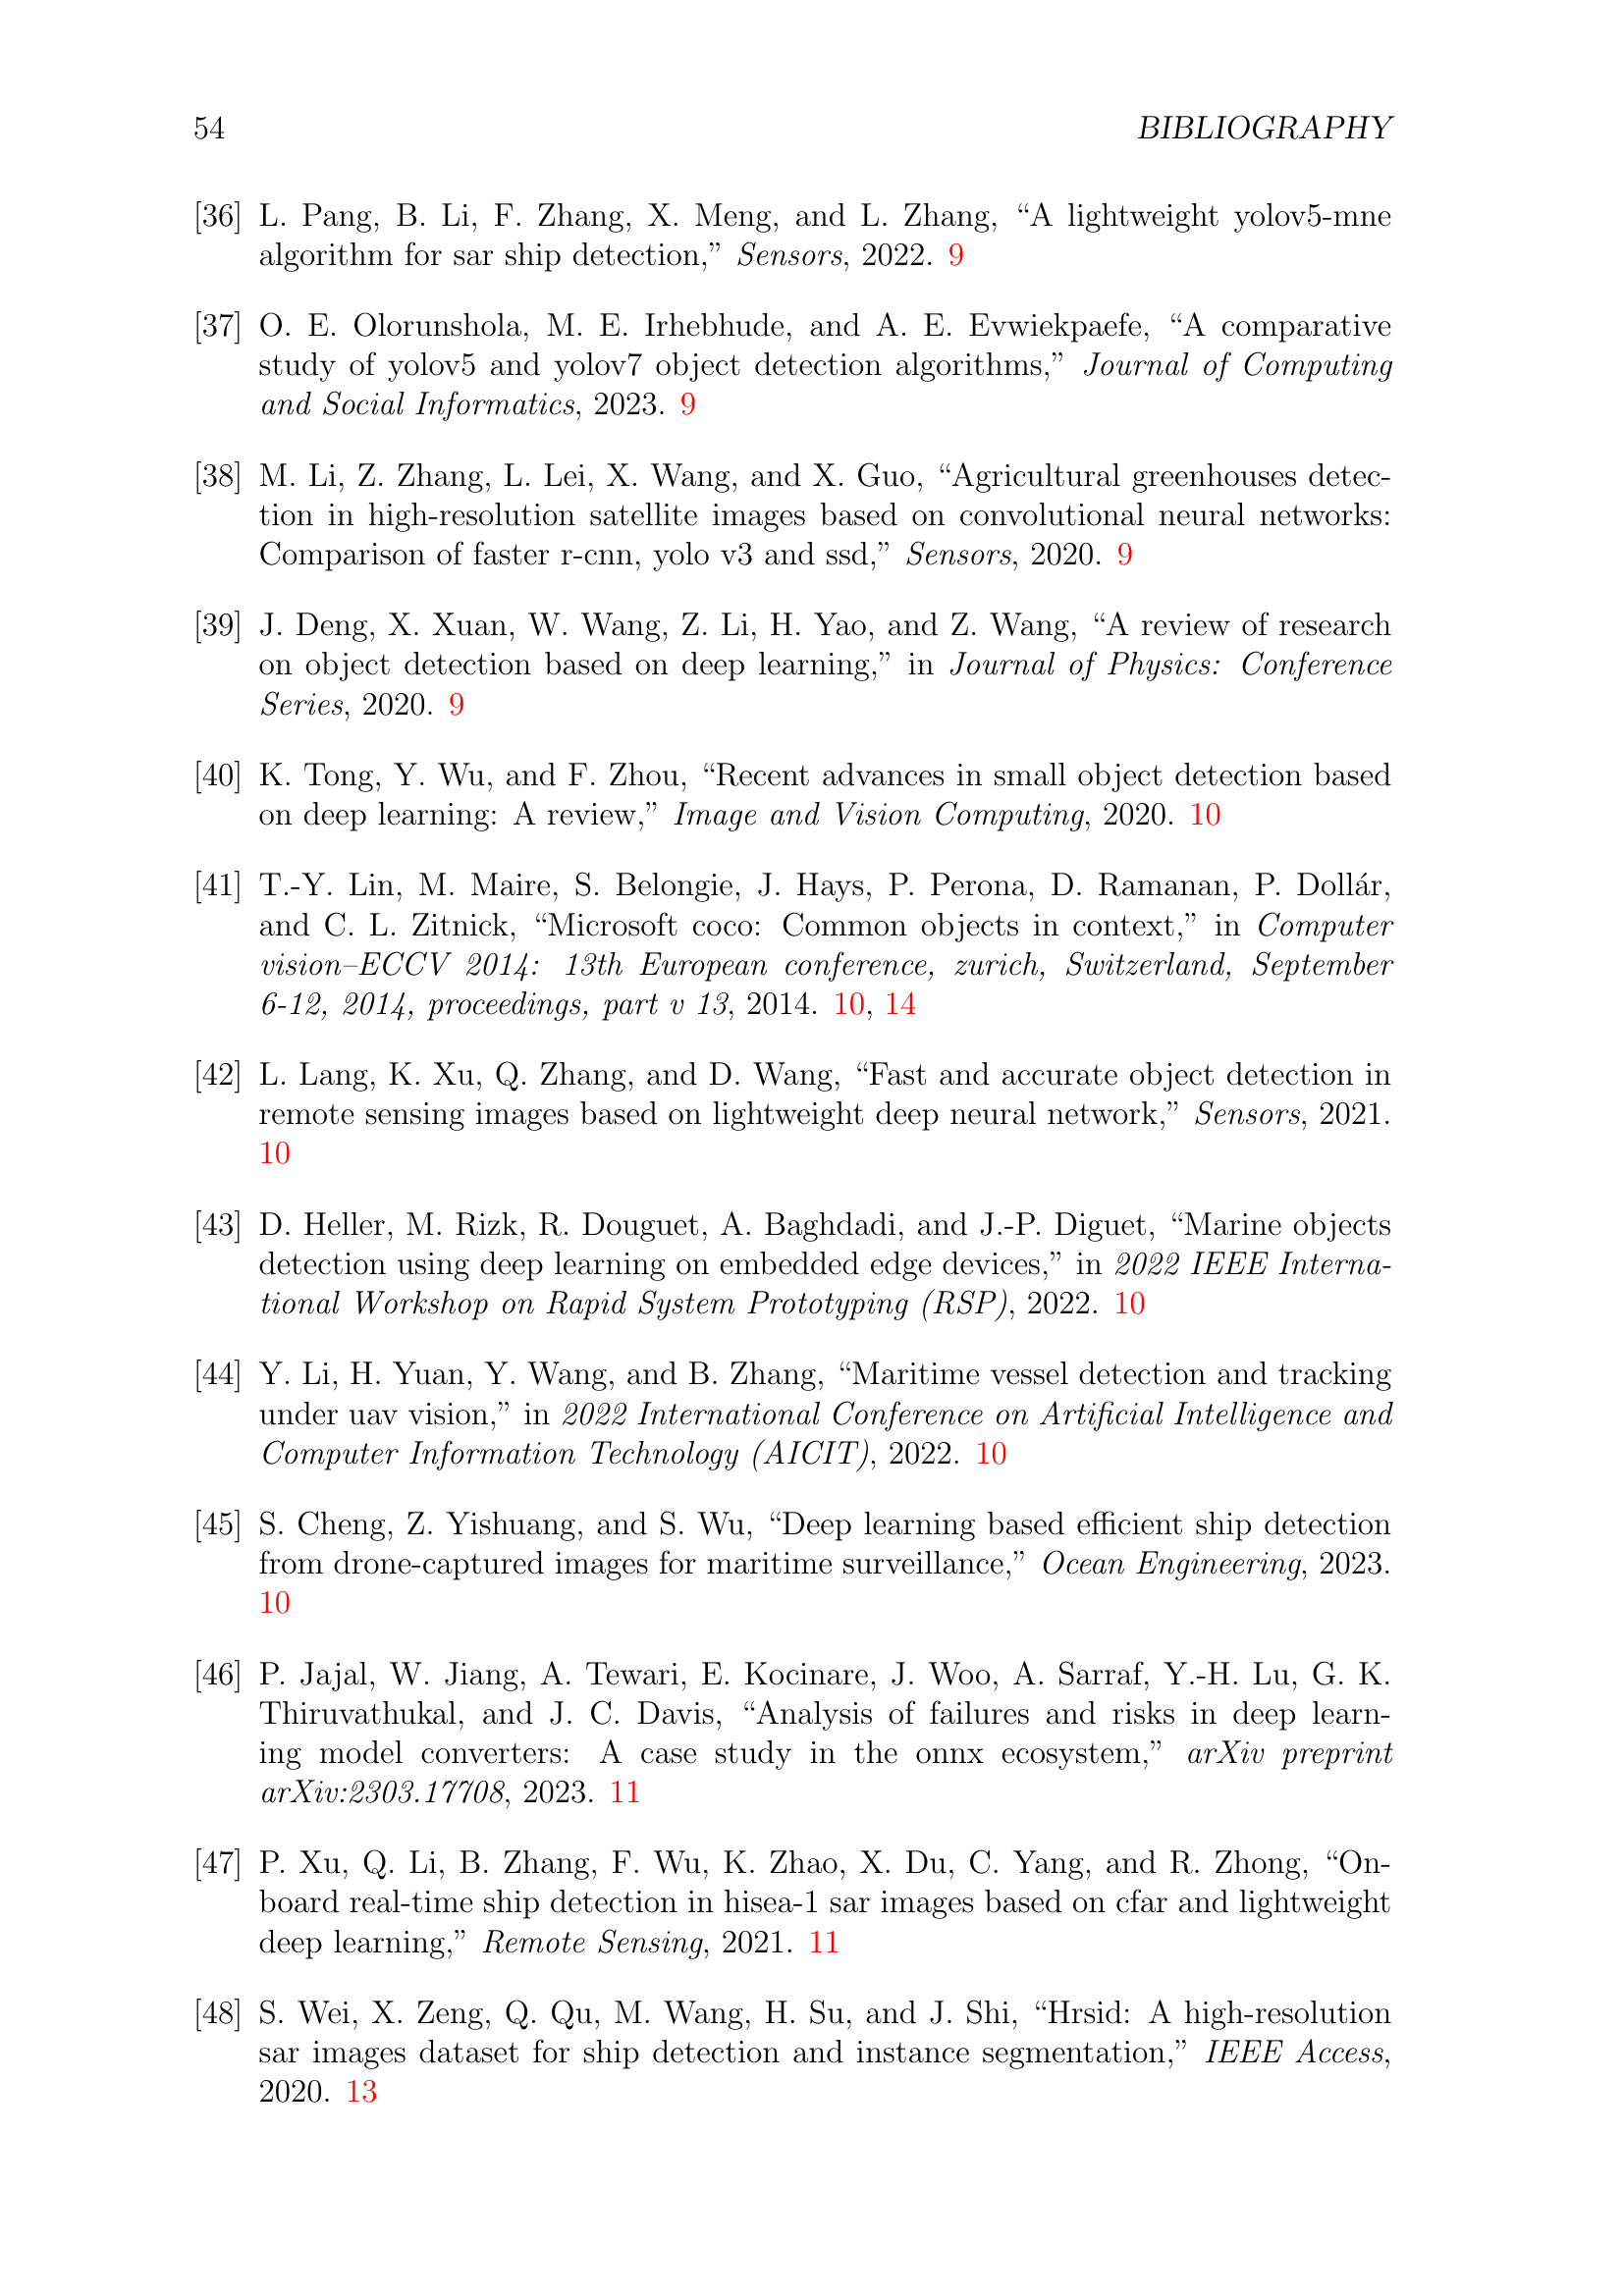 54 BIBLIOGRAPHY
[36] L. Pang, B. Li, F. Zhang, X. Meng, and L. Zhang, “A lightweight yolov5-mne
algorithm for sar ship detection,” Sensors, 2022. 9
[37] O. E. Olorunshola, M. E. Irhebhude, and A. E. Evwiekpaefe, “A comparative
study of yolov5 and yolov7 object detection algorithms,” Journal of Computing
and Social Informatics, 2023. 9
[38] M. Li, Z. Zhang, L. Lei, X. Wang, and X. Guo, “Agricultural greenhouses detec-
tion in high-resolution satellite images based on convolutional neural networks:
Comparison of faster r-cnn, yolo v3 and ssd,” Sensors, 2020. 9
[39] J. Deng, X. Xuan, W. Wang, Z. Li, H. Yao, and Z. Wang, “A review of research
on object detection based on deep learning,” in Journal of Physics: Conference
Series, 2020. 9
[40] K. Tong, Y. Wu, and F. Zhou, “Recent advances in small object detection based
on deep learning: A review,” Image and Vision Computing, 2020. 10
[41] T.-Y. Lin, M. Maire, S. Belongie, J. Hays, P. Perona, D. Ramanan, P. Dollár,
and C. L. Zitnick, “Microsoft coco: Common objects in context,” in Computer
vision–ECCV 2014: 13th European conference, zurich, Switzerland, September
6-12, 2014, proceedings, part v 13, 2014. 10, 14
[42] L. Lang, K. Xu, Q. Zhang, and D. Wang, “Fast and accurate object detection in
remote sensing images based on lightweight deep neural network,” Sensors, 2021.
10
[43] D. Heller, M. Rizk, R. Douguet, A. Baghdadi, and J.-P. Diguet, “Marine objects
detection using deep learning on embedded edge devices,” in 2022 IEEE Interna-
tional Workshop on Rapid System Prototyping (RSP), 2022. 10
[44] Y. Li, H. Yuan, Y. Wang, and B. Zhang, “Maritime vessel detection and tracking
under uav vision,” in 2022 International Conference on Artificial Intelligence and
Computer Information Technology (AICIT), 2022. 10
[45] S. Cheng, Z. Yishuang, and S. Wu, “Deep learning based efficient ship detection
from drone-captured images for maritime surveillance,” Ocean Engineering, 2023.
10
[46] P. Jajal, W. Jiang, A. Tewari, E. Kocinare, J. Woo, A. Sarraf, Y.-H. Lu, G. K.
Thiruvathukal, and J. C. Davis, “Analysis of failures and risks in deep learn-
ing model converters: A case study in the onnx ecosystem,” arXiv preprint
arXiv:2303.17708, 2023. 11
[47] P. Xu, Q. Li, B. Zhang, F. Wu, K. Zhao, X. Du, C. Yang, and R. Zhong, “On-
board real-time ship detection in hisea-1 sar images based on cfar and lightweight
deep learning,” Remote Sensing, 2021. 11
[48] S. Wei, X. Zeng, Q. Qu, M. Wang, H. Su, and J. Shi, “Hrsid: A high-resolution
sar images dataset for ship detection and instance segmentation,” IEEE Access,
2020. 13